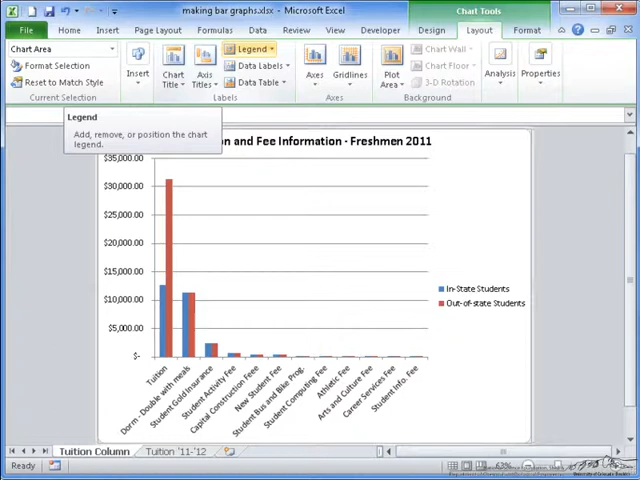 making bar graphs.xlsx - Microsoft Excel
Chart Tools
File Home Insert Page Layout Formulas Data Review View Developer Design Layout Format
Chart Area
Format Selection
Reset to Match Style
Current Selection
Insert
Chart Title
Axis Titles
Legend
Data Labels
Data Table
Labels
Axes
Gridlines
Axes
Plot Area
Chart Wall
Chart Floor
3-D Rotation
Background
Analysis
Properties
Legend
Add, remove, or position the chart
legend.
on and Fee Information - Freshmen 2011
$35,000.00
$30,000.00
$25,000.00
$20,000.00
$15,000.00
$10,000.00
$5,000.00
$-
In-State Students
Out-of-state Students
Tuition
Dorm - Double with meals
Student Gold Insurance
Student Activity Fee
Capital Construction Feee
New Student Fee
Student Bus and Bike Prog.
Student Computing Fee
Athletic Fee
Arts and Culture Fee
Career Services Fee
Student Info. Fee
Tuition Column
Tuition '11-'12
Ready
63%